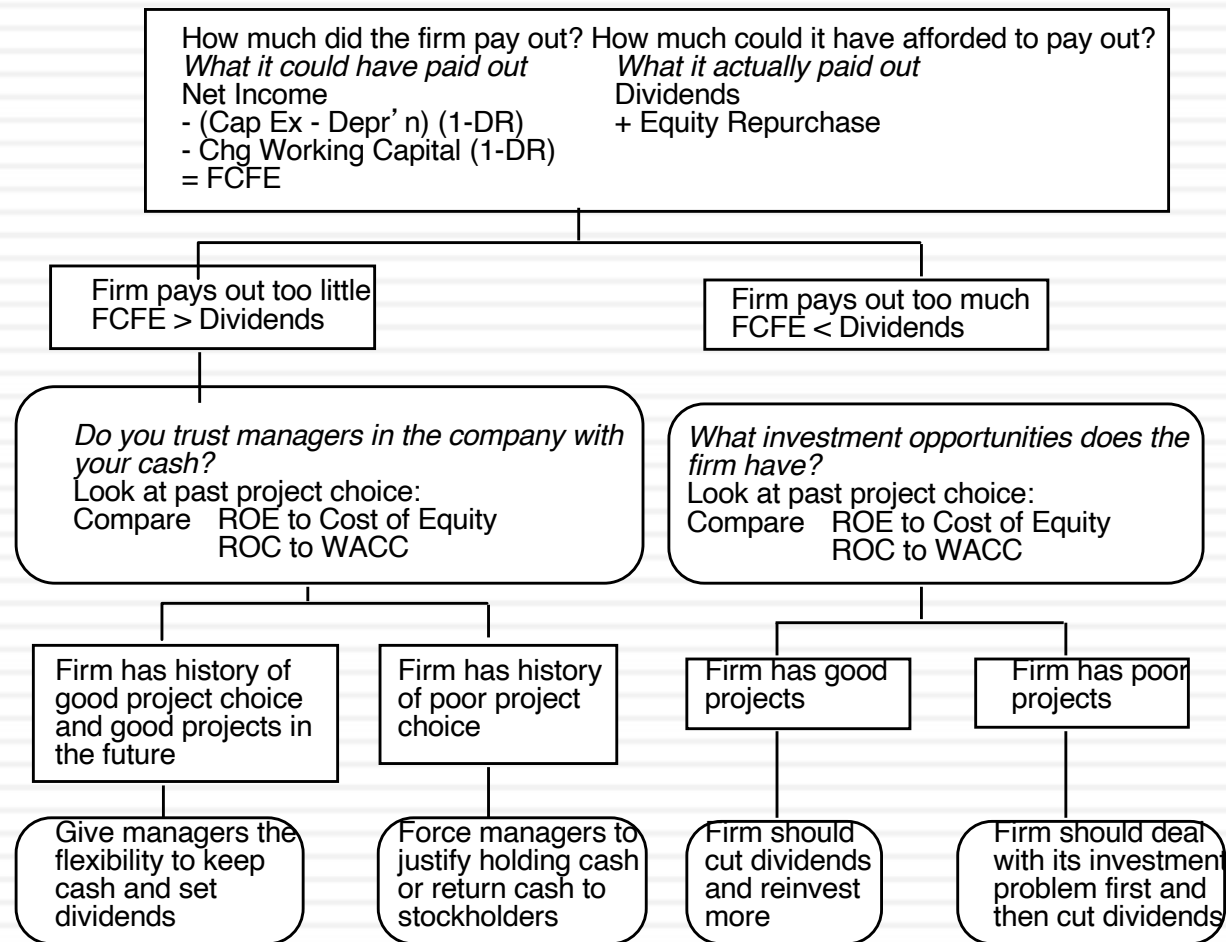 How much did the firm pay out? How much could it have afforded to pay out?
What it could have paid out
Net Income
- (Cap Ex - Depr’n) (1-DR)
- Chg Working Capital (1-DR)
= FCFE
What it actually paid out
Dividends
+ Equity Repurchase
Firm pays out too little
FCFE > Dividends
Firm pays out too much
FCFE < Dividends
Do you trust managers in the company with
your cash?
Look at past project choice:
Compare ROE to Cost of Equity
ROC to WACC
What investment opportunities does the
firm have?
Look at past project choice:
Compare ROE to Cost of Equity
ROC to WACC
Firm has history of
good project choice
and good projects in
the future
Firm has history
of poor project
choice
Firm has good
projects
Firm has poor
projects
Give managers the
flexibility to keep
cash and set
dividends
Force managers to
justify holding cash
or return cash to
stockholders
Firm should
cut dividends
and reinvest
more
Firm should deal
with its investment
problem first and
then cut dividends